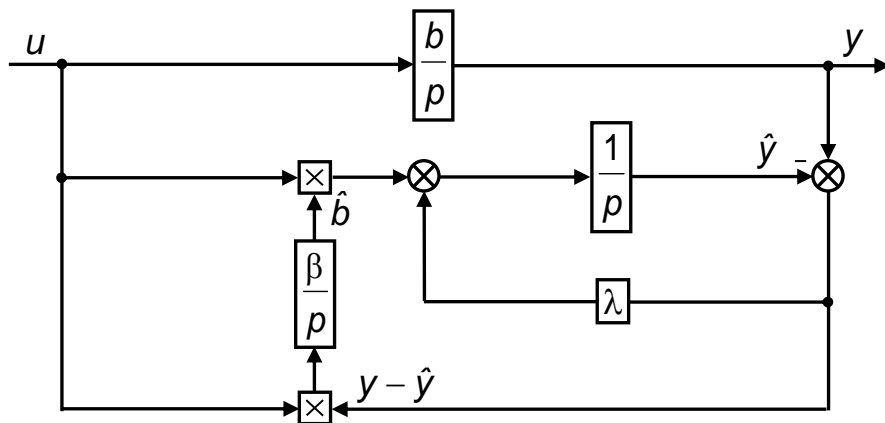 u
b
p
y
1
p
ŷ
-
×
b̂
β
p
λ
×
y – ŷ